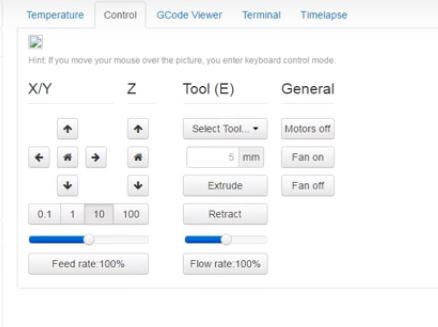 Temperature Control GCode Viewer Terminal Timelapse
Hint: If you move your mouse over the picture, you enter keyboard control mode.
X/Y Z Tool (E) General
Select Tool... Motors off
5 mm Fan on
Extrude Fan off
0.1 1 10 100 Retract
Feed rate:100% Flow rate:100%